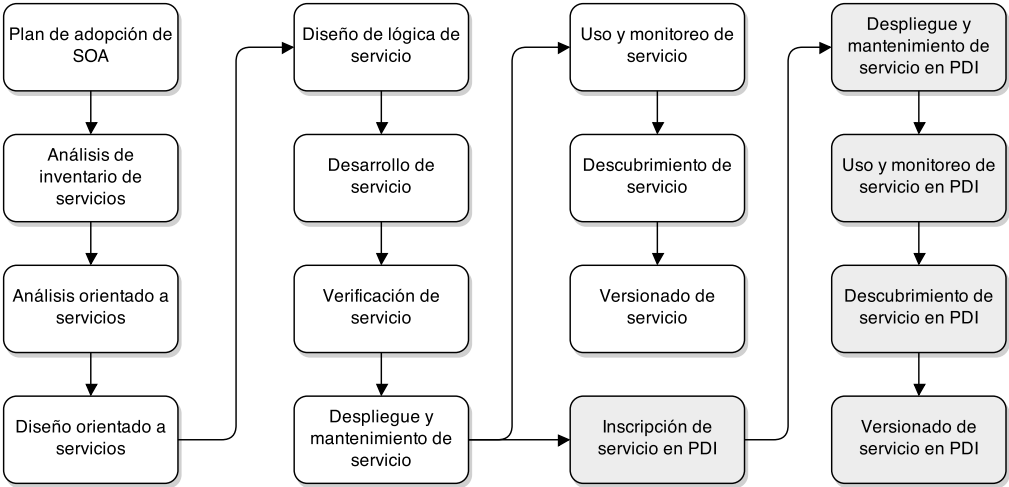 Plan de adopción de
SOA
Análisis de
inventario de
servicios
Análisis orientado a
servicios
Diseño orientado a
servicios
Diseño de lógica de
servicio
Desarrollo de
servicio
Verificación de
servicio
Despliegue y
mantenimiento de
servicio
Uso y monitoreo de
servicio
Descubrimiento de
servicio
Versionado de
servicio
Inscripción de
servicio en PDI
Despliegue y
mantenimiento de
servicio en PDI
Uso y monitoreo de
servicio en PDI
Descubrimiento de
servicio en PDI
Versionado de
servicio en PDI